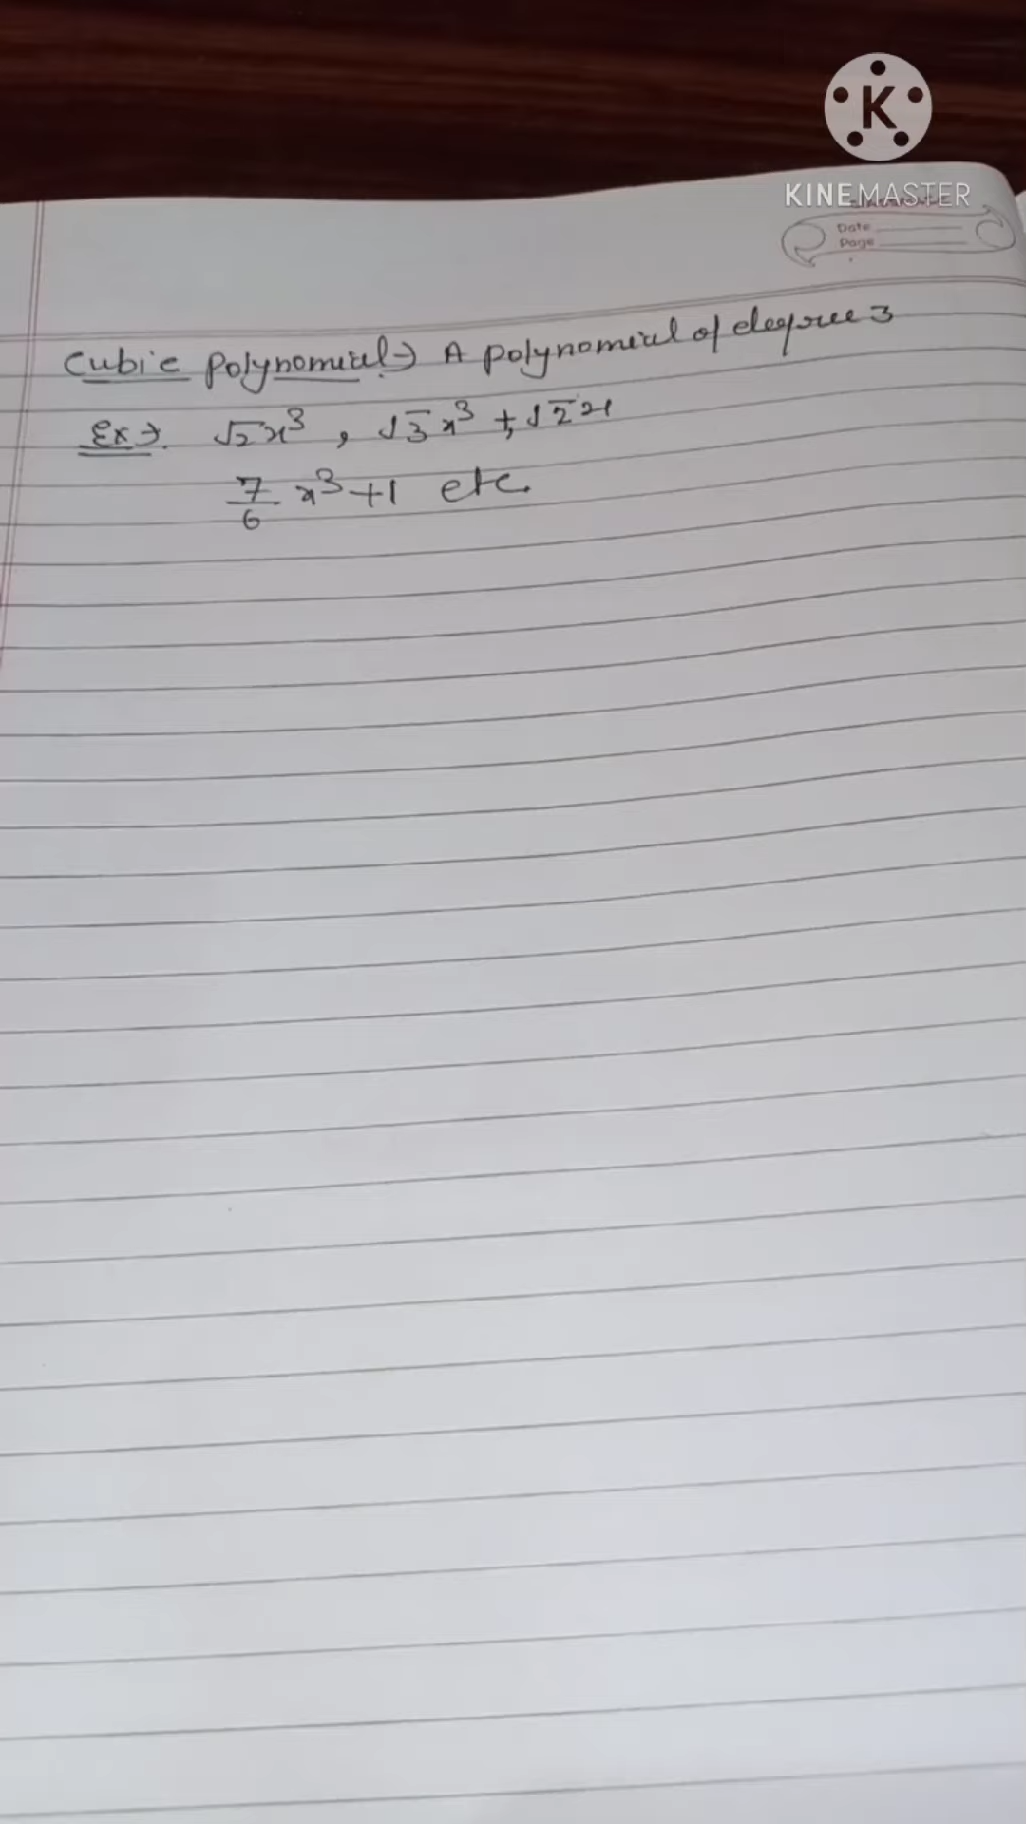 K
KINEMASTER
Date
Page
Cubic polynomial → A polynomial of degree 3
Ex → √2x³, √3x³ + √2x
7/6 x³+1 etc.